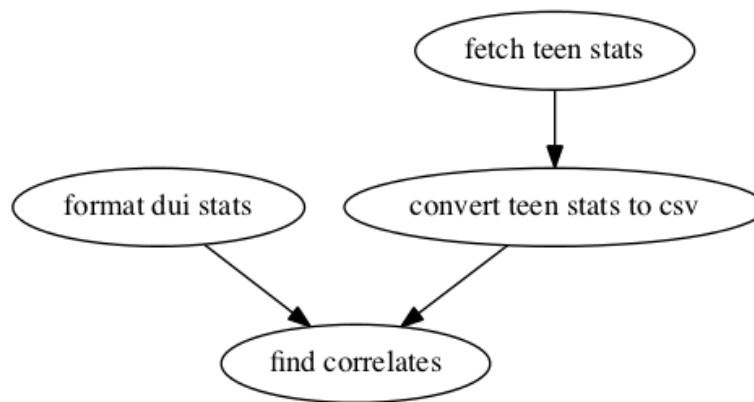 fetch teen stats
format dui stats
convert teen stats to csv
find correlates